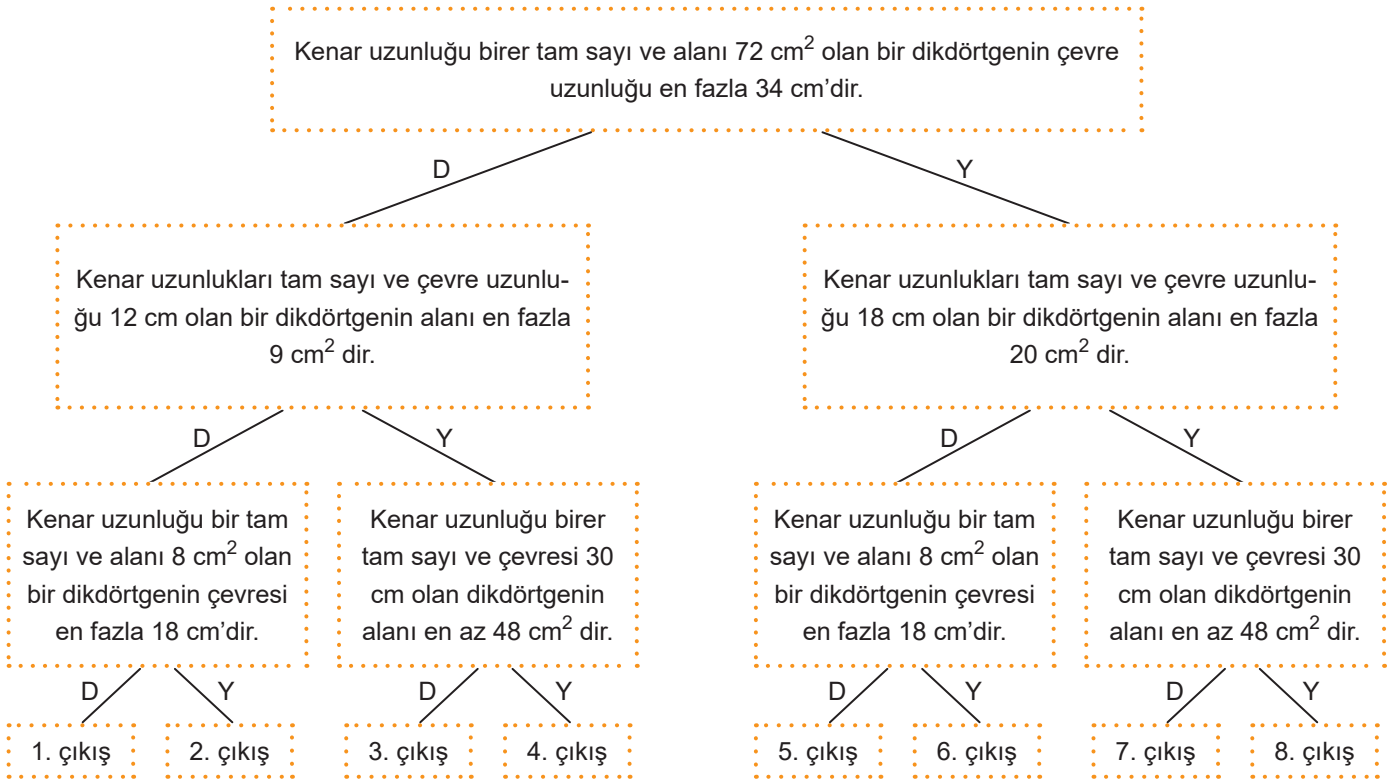 Kenar uzunluğu birer tam sayı ve alanı 72 cm² olan bir dikdörtgenin çevre
uzunluğu en fazla 34 cm’dir.
D
Y
Kenar uzunlukları tam sayı ve çevre uzunlu-
ğu 12 cm olan bir dikdörtgenin alanı en fazla
9 cm² dir.
Kenar uzunlukları tam sayı ve çevre uzunlu-
ğu 18 cm olan bir dikdörtgenin alanı en fazla
20 cm² dir.
D
Y
D
Y
Kenar uzunluğu bir tam
sayı ve alanı 8 cm² olan
bir dikdörtgenin çevresi
en fazla 18 cm’dir.
Kenar uzunluğu birer
tam sayı ve çevresi 30
cm olan dikdörtgenin
alanı en az 48 cm² dir.
Kenar uzunluğu bir tam
sayı ve alanı 8 cm² olan
bir dikdörtgenin çevresi
en fazla 18 cm’dir.
Kenar uzunluğu birer
tam sayı ve çevresi 30
cm olan dikdörtgenin
alanı en az 48 cm² dir.
D
Y
D
Y
D
Y
D
Y
1. çıkış
2. çıkış
3. çıkış
4. çıkış
5. çıkış
6. çıkış
7. çıkış
8. çıkış